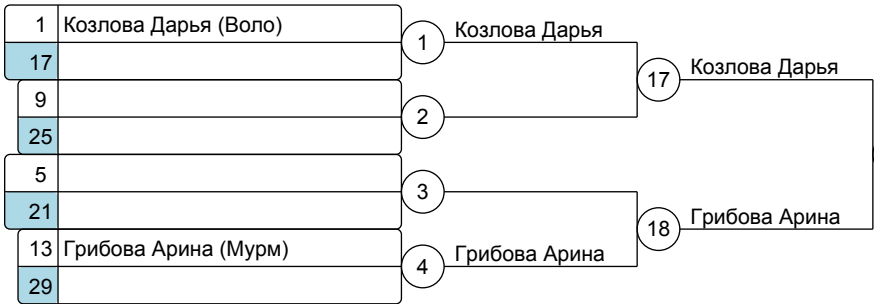 1 Козлова Дарья (Воло)
17
1 Козлова Дарья
9
25
2
17 Козлова Дарья
5
21
3
13 Грибова Арина (Мурм)
29
4 Грибова Арина
18 Грибова Арина